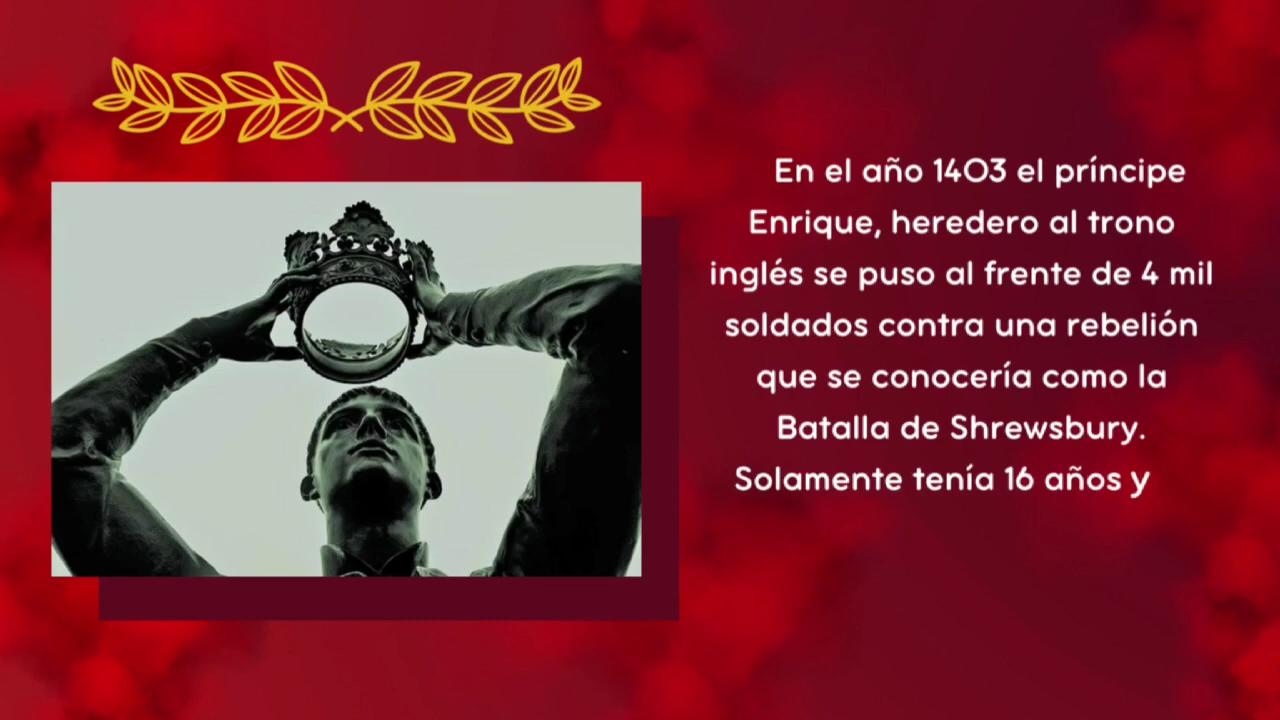 En el año 1403 el príncipe
Enrique, heredero al trono
inglés se puso al frente de 4 mil
soldados contra una rebelión
que se conocería como la
Batalla de Shrewsbury.
Solamente tenía 16 años y